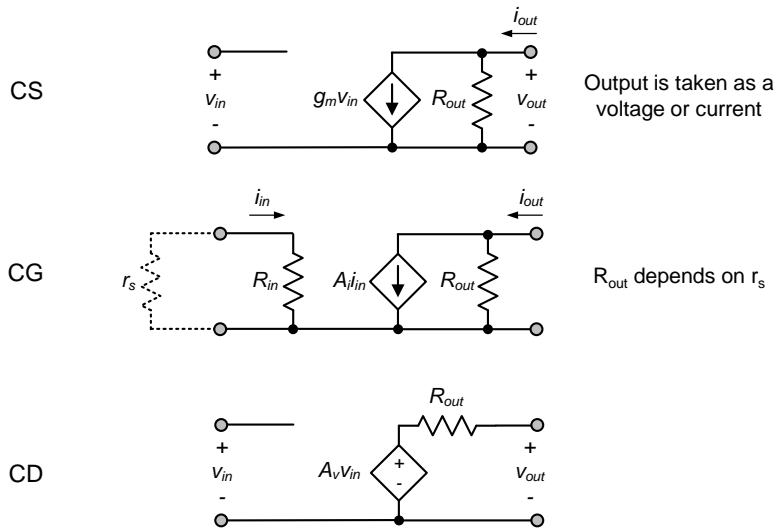 i_out
CS
+
v_in
-
g_m v_in
R_out
+
v_out
-
Output is taken as a
voltage or current
i_in
i_out
CG
r_s
R_in
A_i i_in
R_out
R_out depends on r_s
R_out
CD
+
v_in
-
A_v v_in
+
-
+
v_out
-